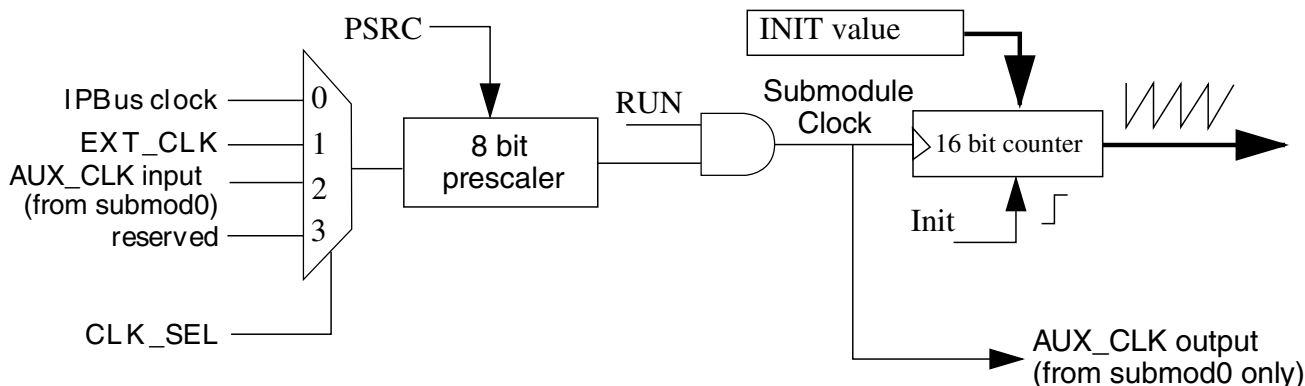 PSRC
INIT value
IPBus clock
0
EXT_CLK
1
AUX_CLK input
(from submod0)
2
reserved
3
CLK_SEL
8 bit
prescaler
RUN
Submodule
Clock
16 bit counter
Init
AUX_CLK output
(from submod0 only)